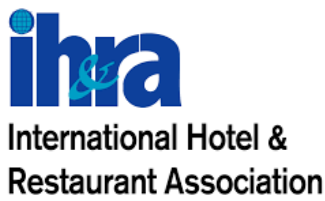 ih&ra
International Hotel &
Restaurant Association